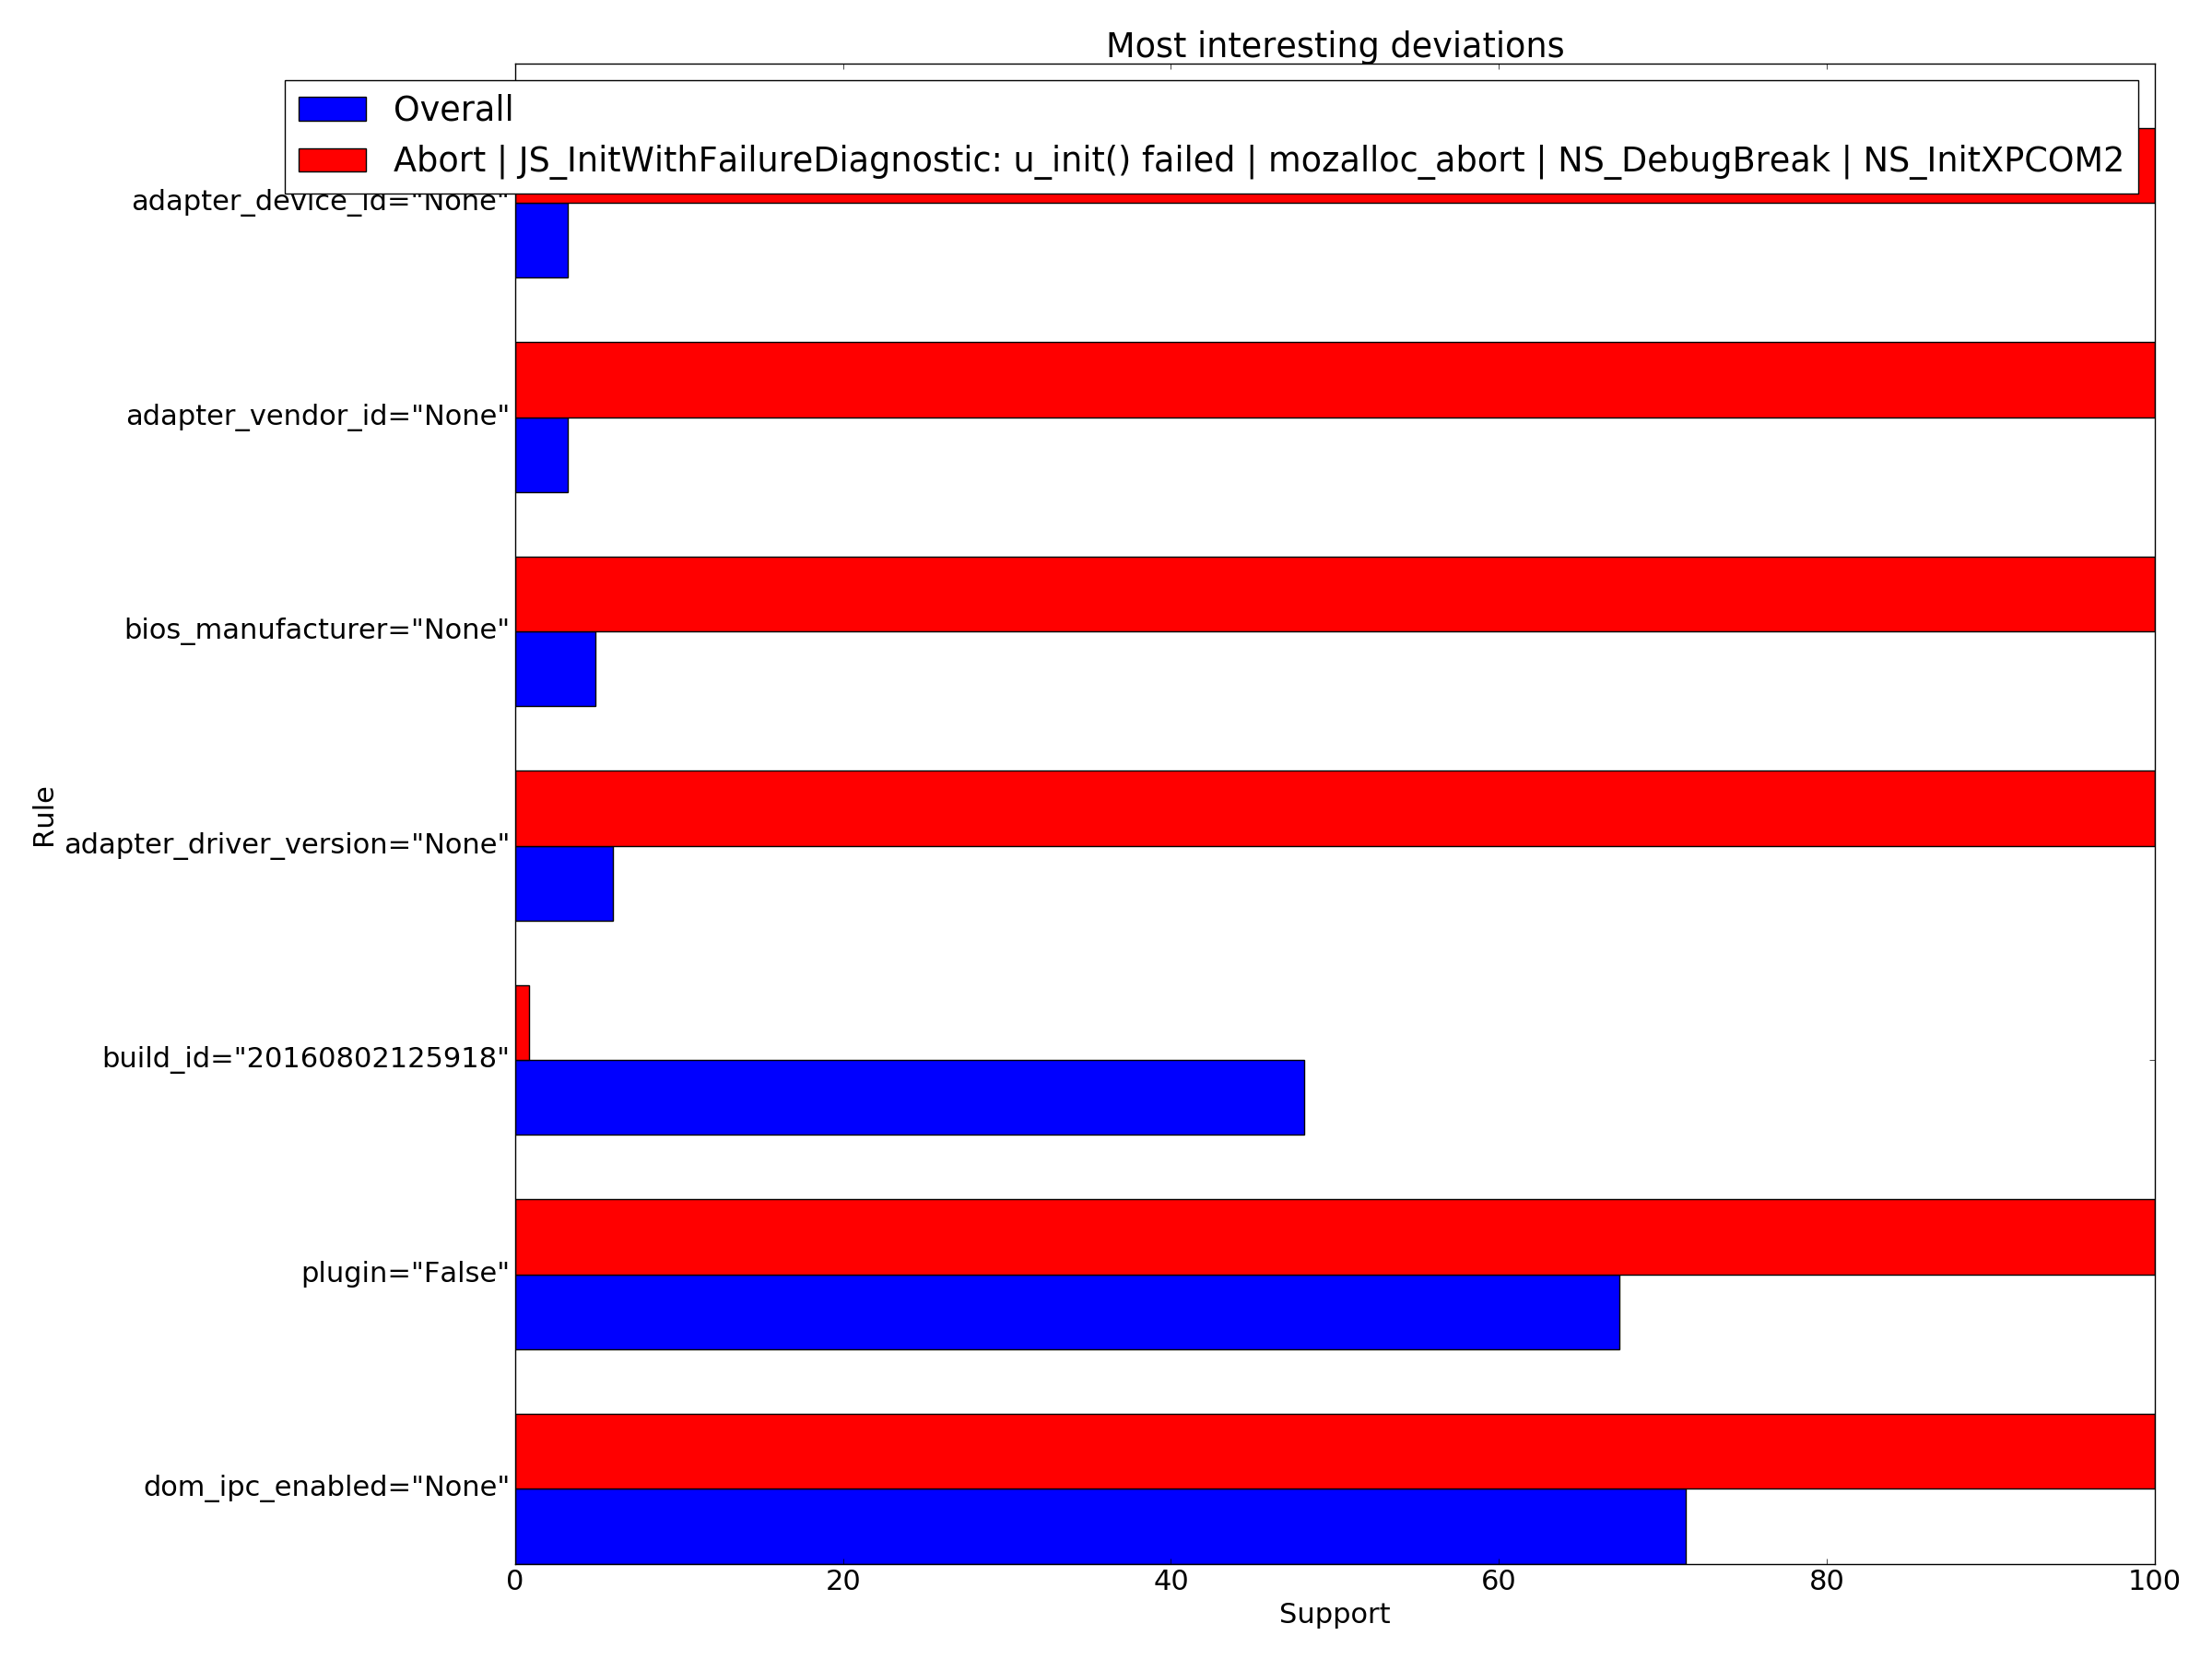 Most interesting deviations
Overall
Abort | JS_InitWithFailureDiagnostic: u_init() failed | mozalloc_abort | NS_DebugBreak | NS_InitXPCOM2
adapter_device_id="None"
adapter_vendor_id="None"
bios_manufacturer="None"
Rule
adapter_driver_version="None"
build_id="20160802125918"
plugin="False"
dom_ipc_enabled="None"
0 20 40 60 80 100
Support